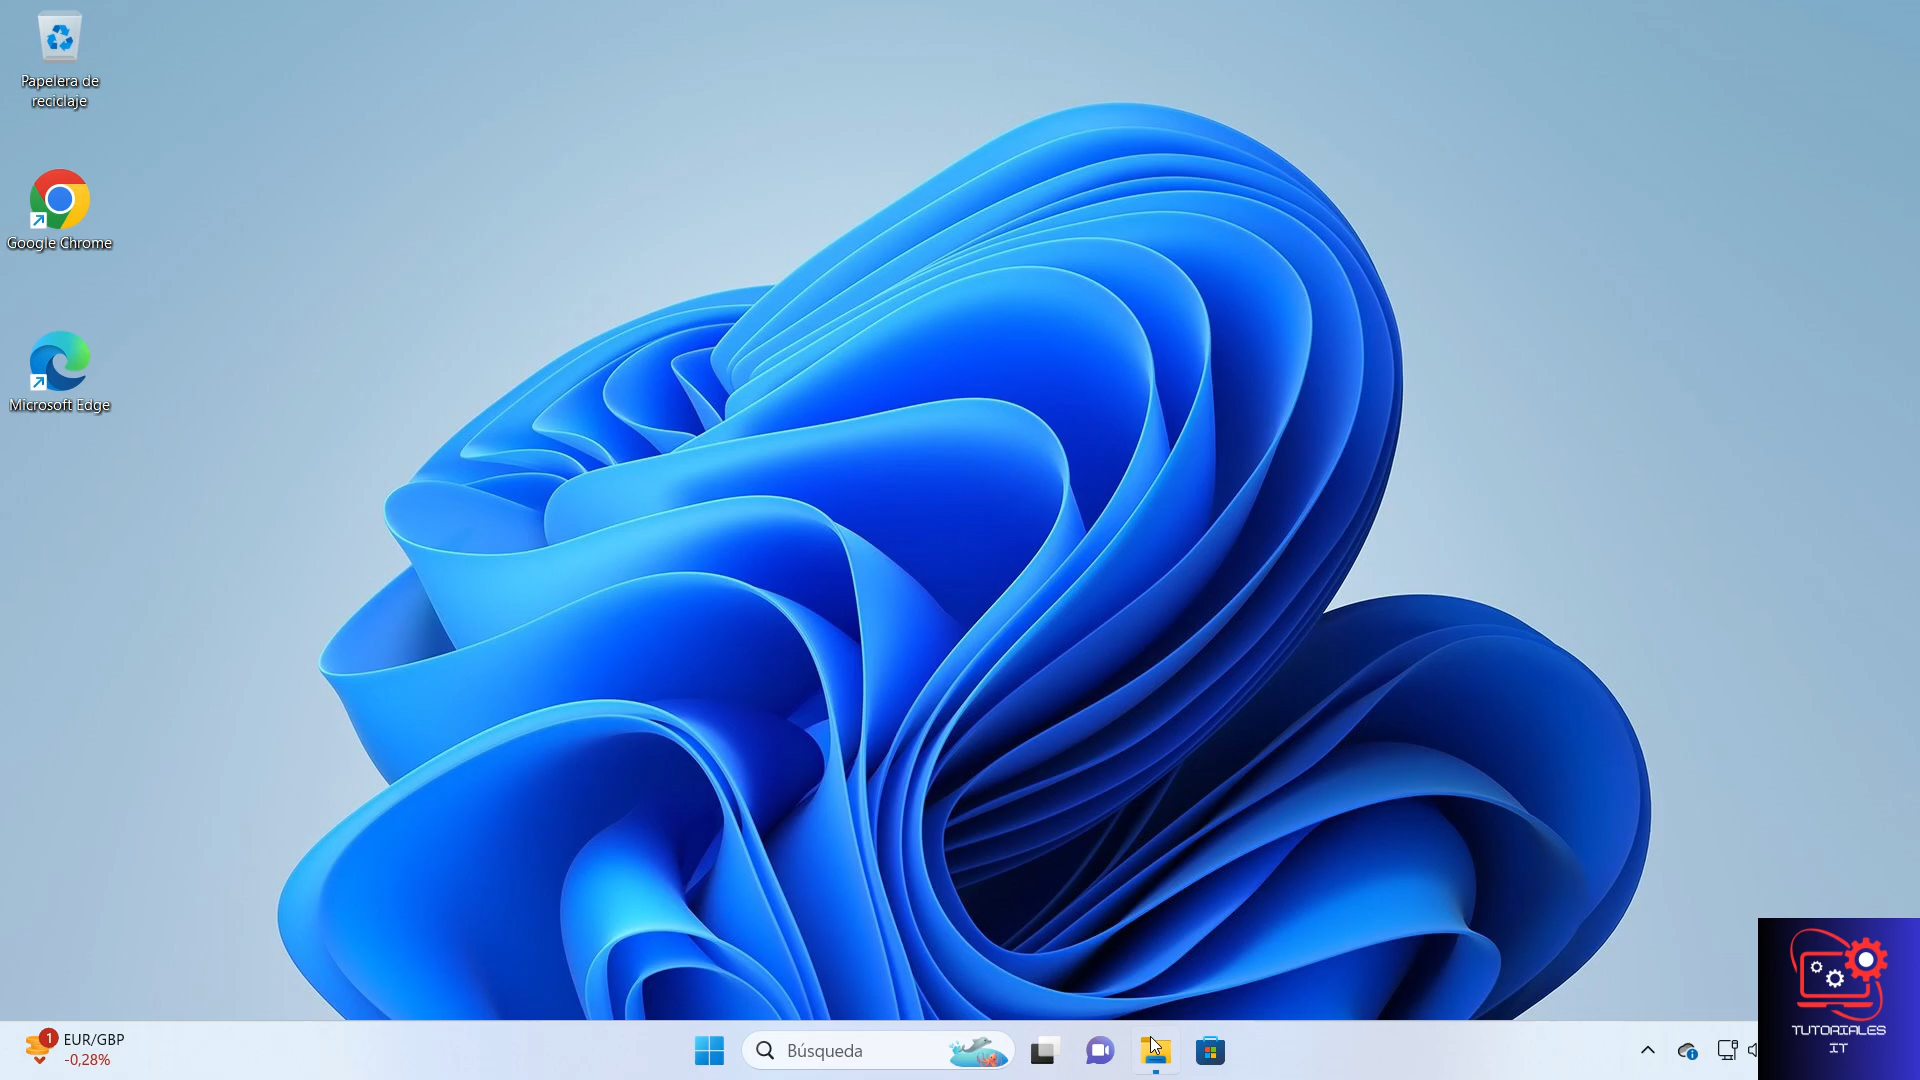 Papelera de
reciclaje
Google Chrome
Microsoft Edge
1
EUR/GBP
-0,28%
Búsqueda
TUTORIALES
IT